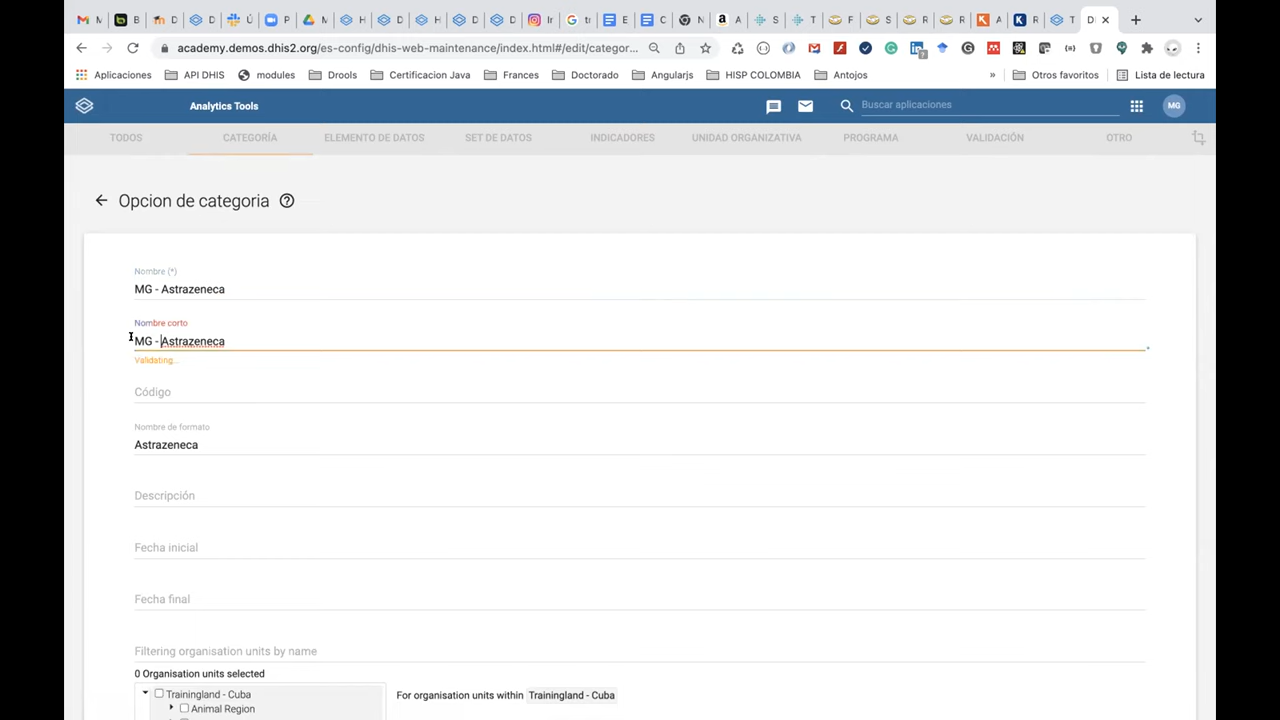 M B M D Ü P M H D H D D Ir tr E C N A S A F S R R K K T D
academy.demos.dhis2.org/es-config/dhis-web-maintenance/index.html#/edit/categor...
Aplicaciones API DHIS modules Drools Certificacion Java Frances Doctorado Angularjs HISP COLOMBIA Antojos » Otros favoritos Lista de lectura
Analytics Tools Buscar aplicaciones MG
TODOS CATEGORÍA ELEMENTO DE DATOS SET DE DATOS INDICADORES UNIDAD ORGANIZATIVA PROGRAMA VALIDACIÓN OTRO
Opcion de categoria
Nombre (*)
MG - Astrazeneca
Nombre corto
MG - Astrazeneca
Validating...
Código
Nombre de formato
Astrazeneca
Descripción
Fecha inicial
Fecha final
Filtering organisation units by name
0 Organisation units selected
Trainingland - Cuba For organisation units within Trainingland - Cuba
Animal Region